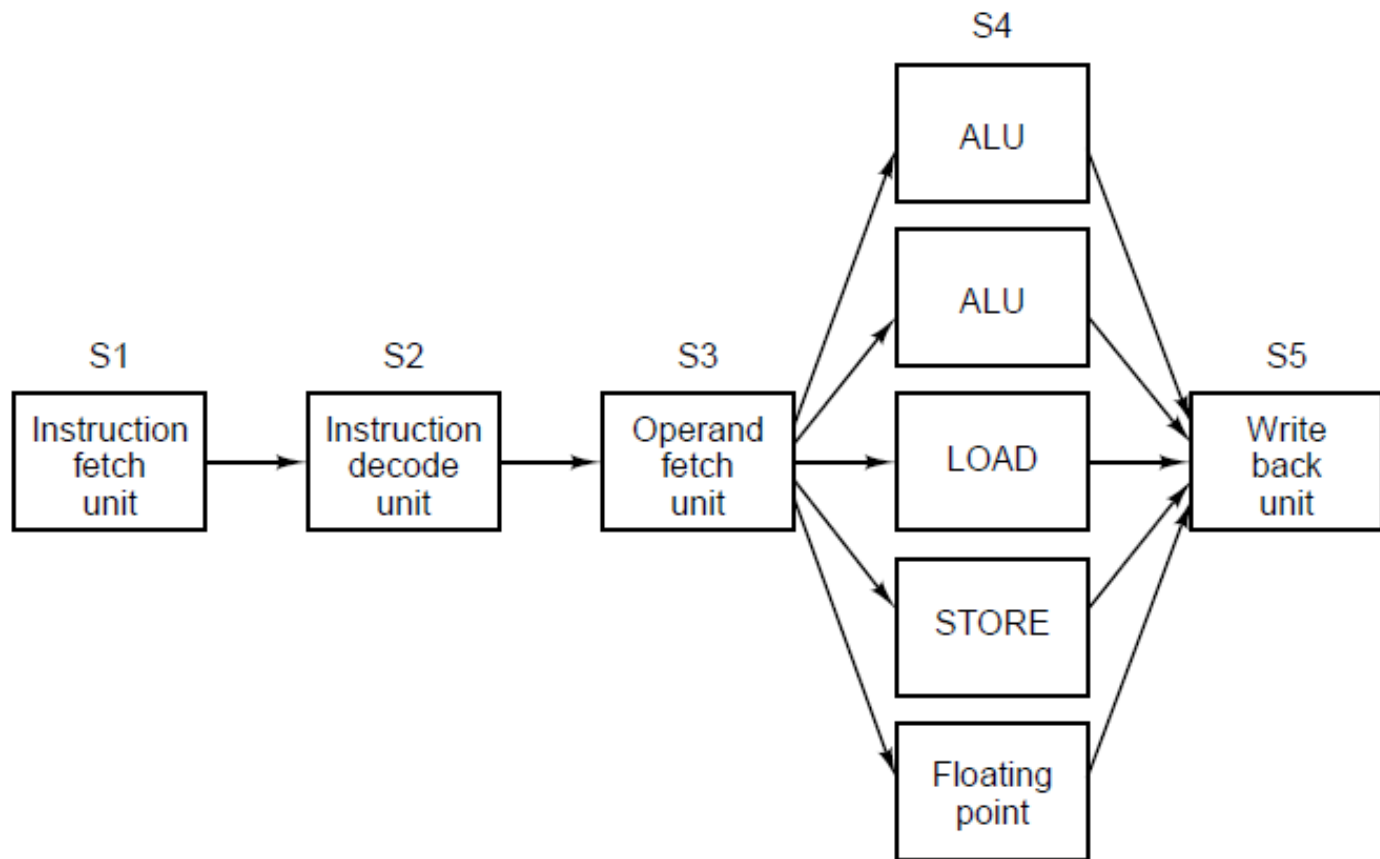 S1
Instruction
fetch
unit
S2
Instruction
decode
unit
S3
Operand
fetch
unit
S4
ALU
ALU
LOAD
STORE
Floating
point
S5
Write
back
unit